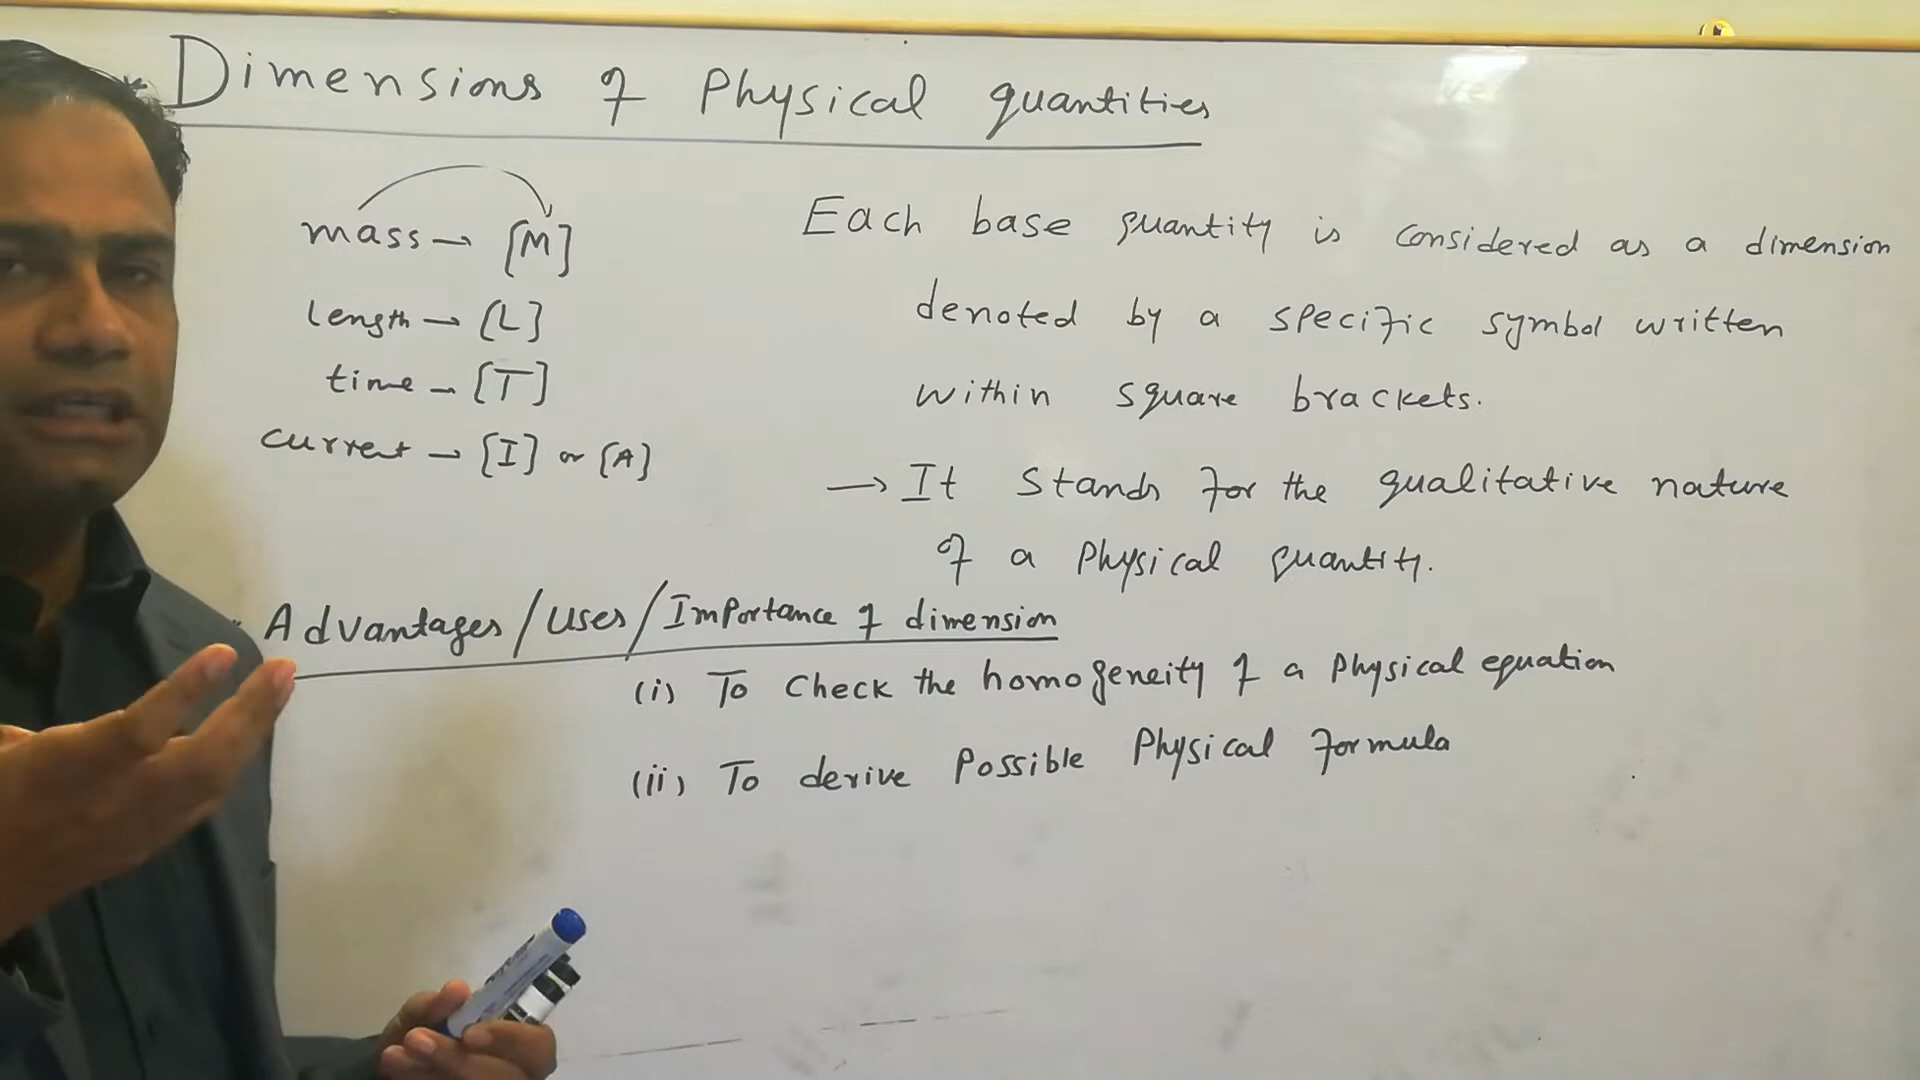 * Dimensions of Physical quantities
mass → [M]
length → [L]
time → [T]
current → [I] or [A]
Each base quantity is considered as a dimension
denoted by a specific symbol written
within square brackets.
→ It stands for the qualitative nature
of a physical quantity.
* Advantages/Uses/Importance of dimension
(i) To check the homogeneity of a physical equation
(ii) To derive possible physical formula